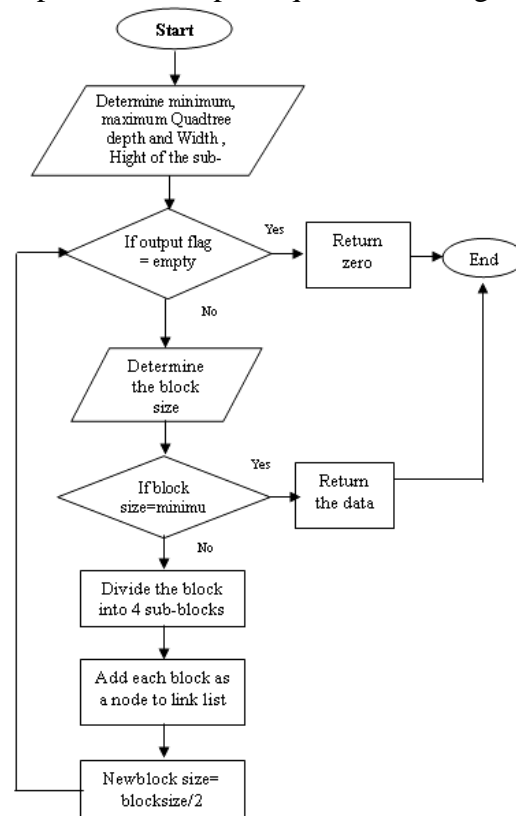 Start
Determine minimum,
maximum Quadtree
depth and Width ,
Hight of the sub-
If output flag
= empty
Yes
Return
zero
End
No
Determine
the block
size
If block
size=minimu
Yes
Return
the data
No
Divide the block
into 4 sub-blocks
Add each block as
a node to link list
Newblock size=
blocksize/2